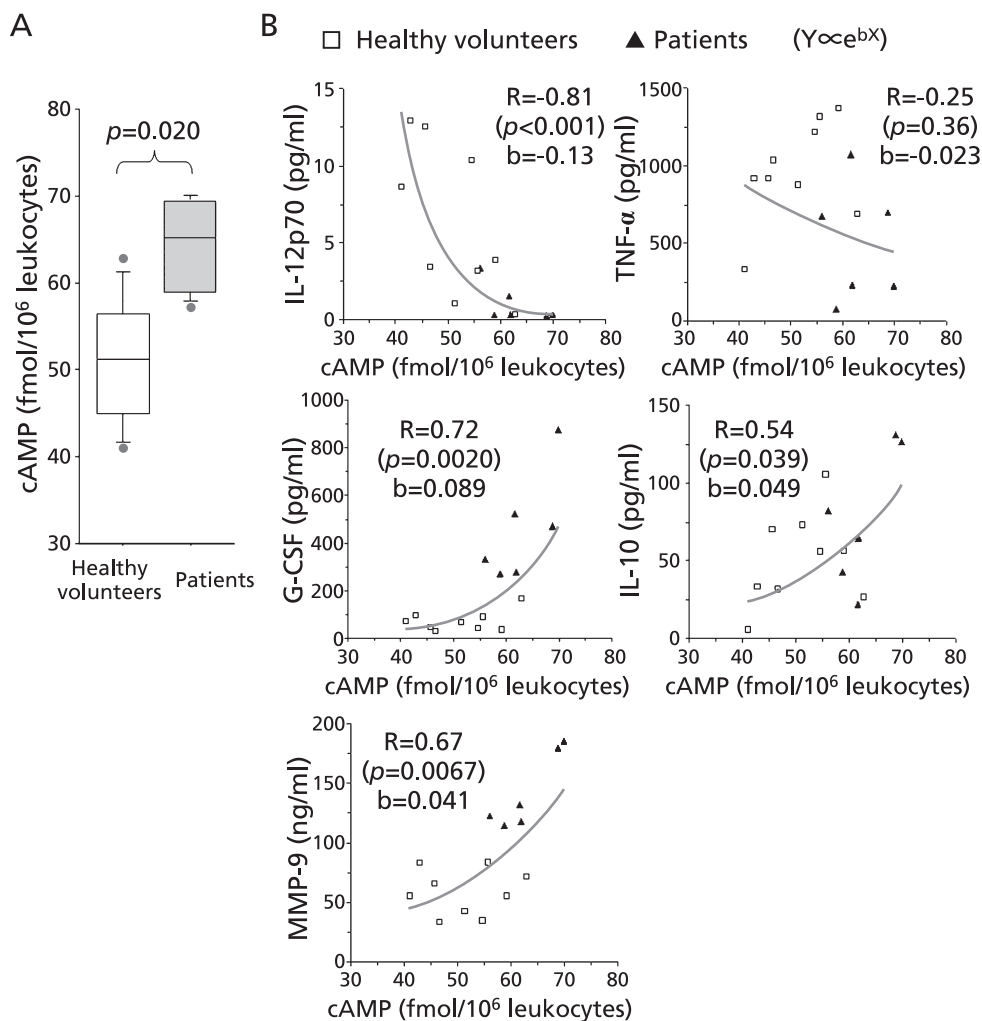 A
B
Healthy volunteers Patients (Y∝e^bX)
p=0.020
cAMP (fmol/10^6 leukocytes)
80
70
60
50
40
30
Healthy
volunteers
Patients
IL-12p70 (pg/ml)
15
10
5
0
R=-0.81
(p<0.001)
b=-0.13
30 40 50 60 70 80
cAMP (fmol/10^6 leukocytes)
TNF-α (pg/ml)
1500
1000
500
0
R=-0.25
(p=0.36)
b=-0.023
30 40 50 60 70 80
cAMP (fmol/10^6 leukocytes)
G-CSF (pg/ml)
1000
800
600
400
200
0
R=0.72
(p=0.0020)
b=0.089
30 40 50 60 70 80
cAMP (fmol/10^6 leukocytes)
IL-10 (pg/ml)
150
100
50
0
R=0.54
(p=0.039)
b=0.049
30 40 50 60 70 80
cAMP (fmol/10^6 leukocytes)
MMP-9 (ng/ml)
200
150
100
50
0
R=0.67
(p=0.0067)
b=0.041
30 40 50 60 70 80
cAMP (fmol/10^6 leukocytes)